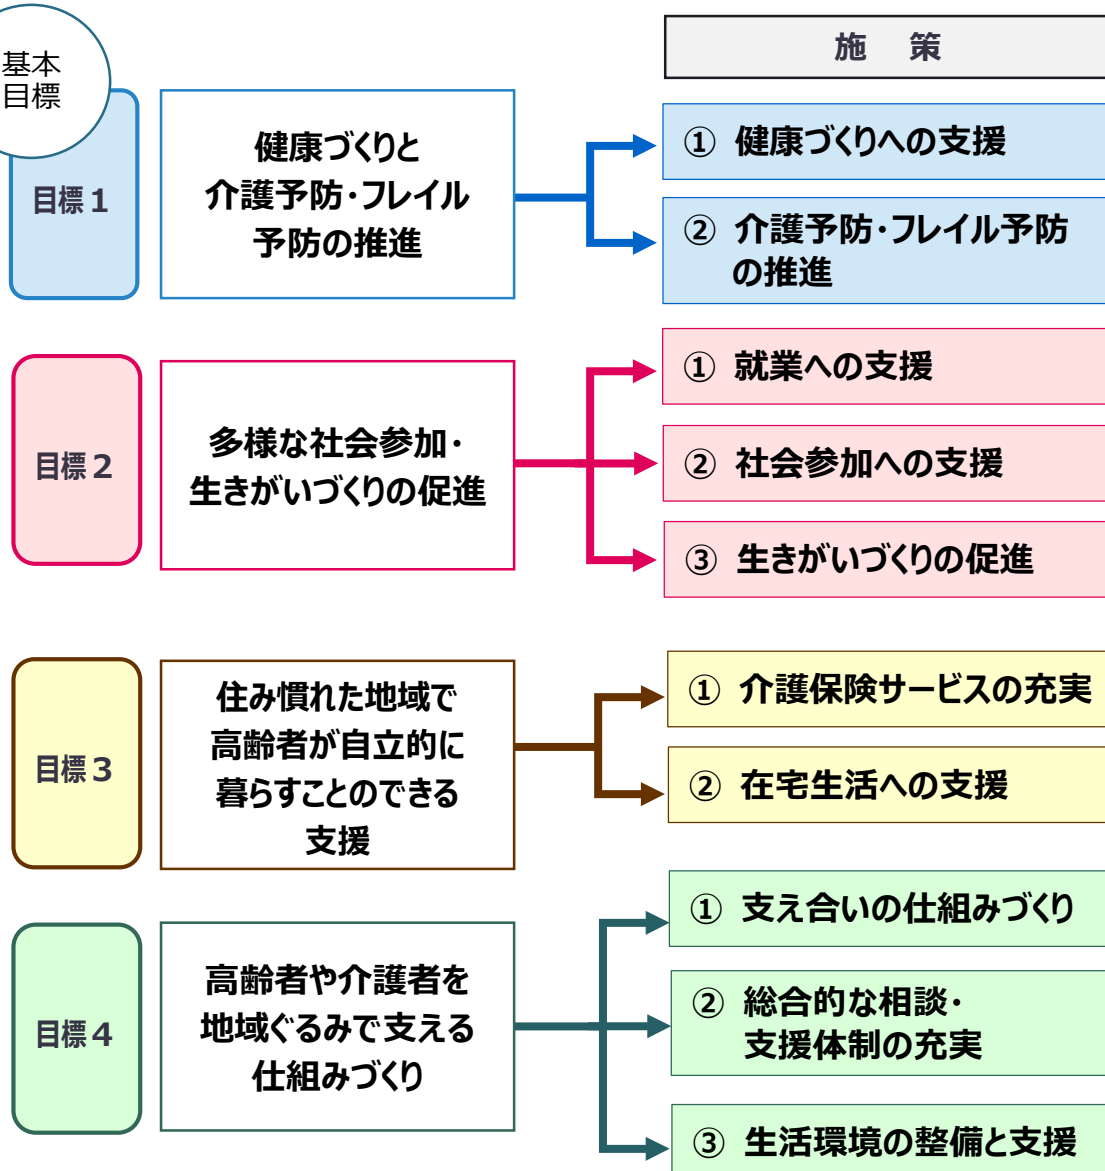 基本
目標
施　策
目標１
健康づくりと
介護予防・フレイル
予防の推進
① 健康づくりへの支援
② 介護予防・フレイル予防
の推進
目標２
多様な社会参加・
生きがいづくりの促進
① 就業への支援
② 社会参加への支援
③ 生きがいづくりの促進
目標３
住み慣れた地域で
高齢者が自立的に
暮らすことのできる
支援
① 介護保険サービスの充実
② 在宅生活への支援
目標４
高齢者や介護者を
地域ぐるみで支える
仕組みづくり
① 支え合いの仕組みづくり
② 総合的な相談・
支援体制の充実
③ 生活環境の整備と支援